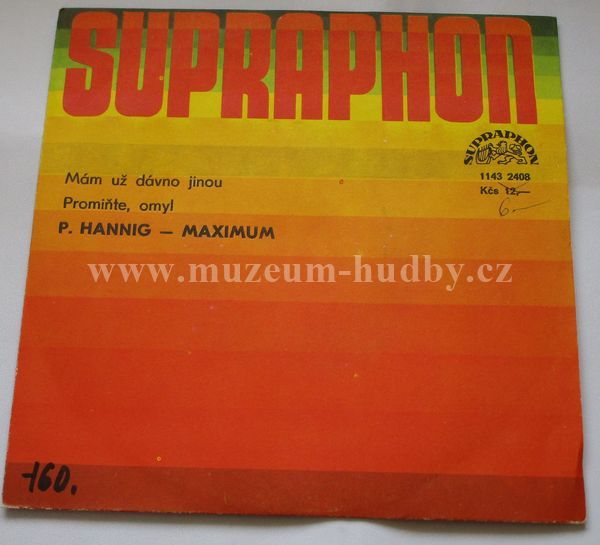 SUPRAPHON
SUPRAPHON
1143 2408
Kčs 12,–
6.–
Mám už dávno jinou
Promiňte, omyl
P. HANNIG – MAXIMUM
www.muzeum-hudby.cz
-160.